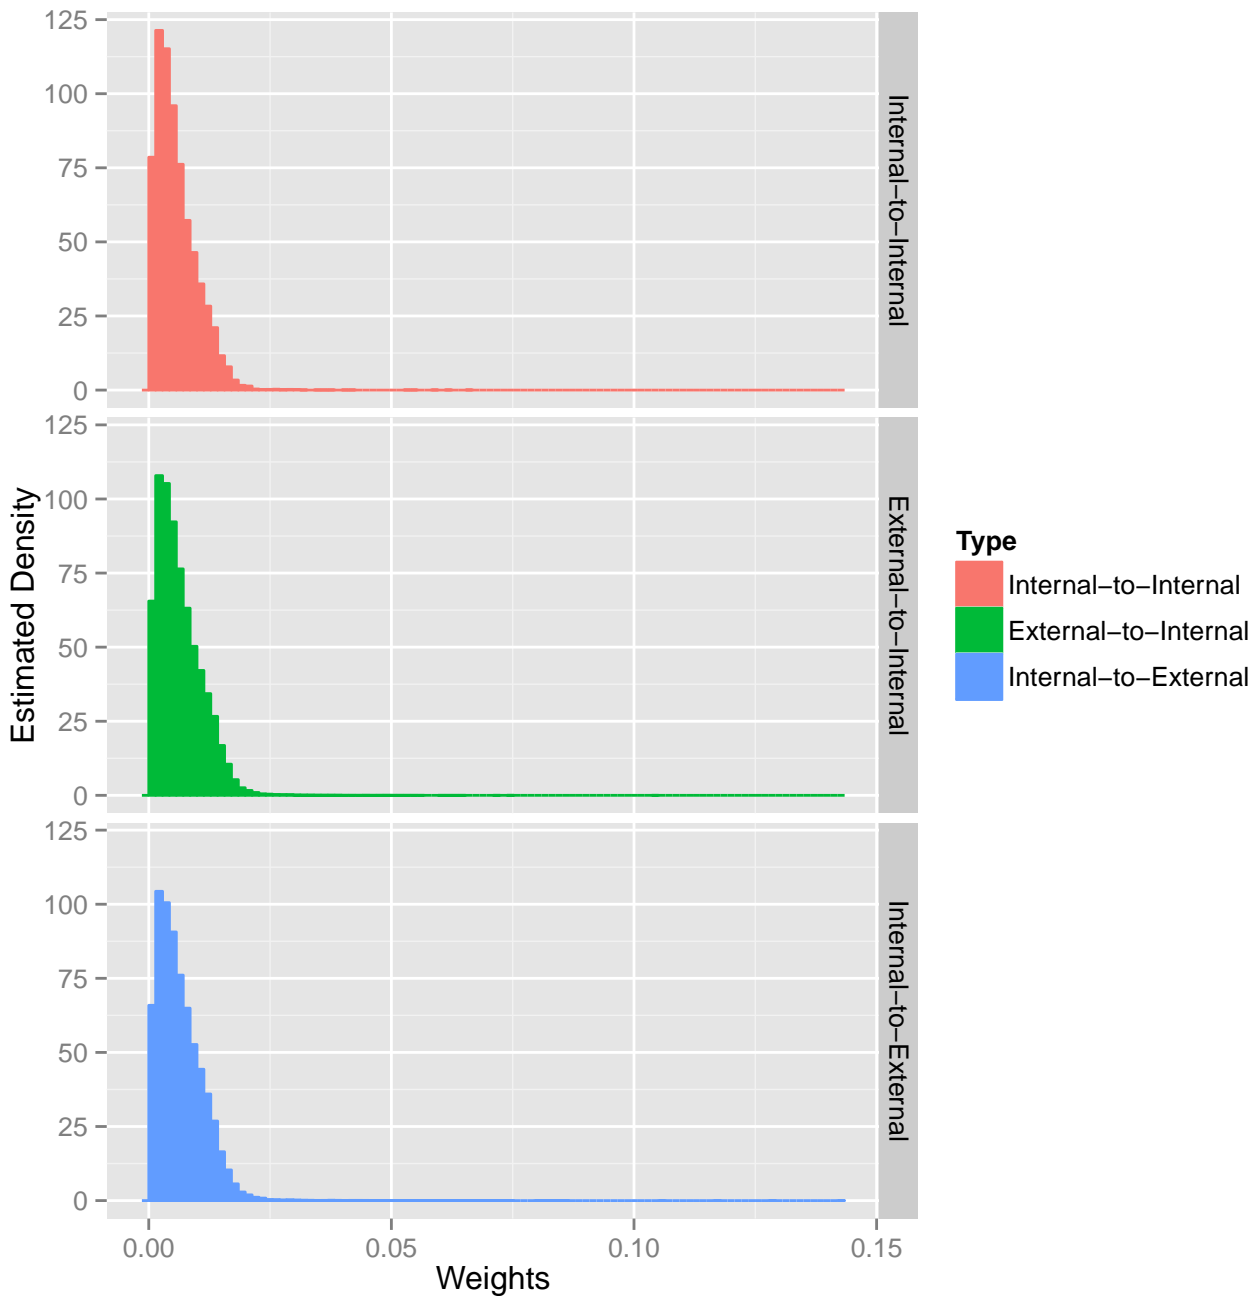 125
100
75
50
25
0
Internal−to−Internal
125
100
75
50
25
0
External−to−Internal
125
100
75
50
25
0
Internal−to−External
0.00
0.05
0.10
0.15
Weights
Estimated Density
Type
Internal−to−Internal
External−to−Internal
Internal−to−External